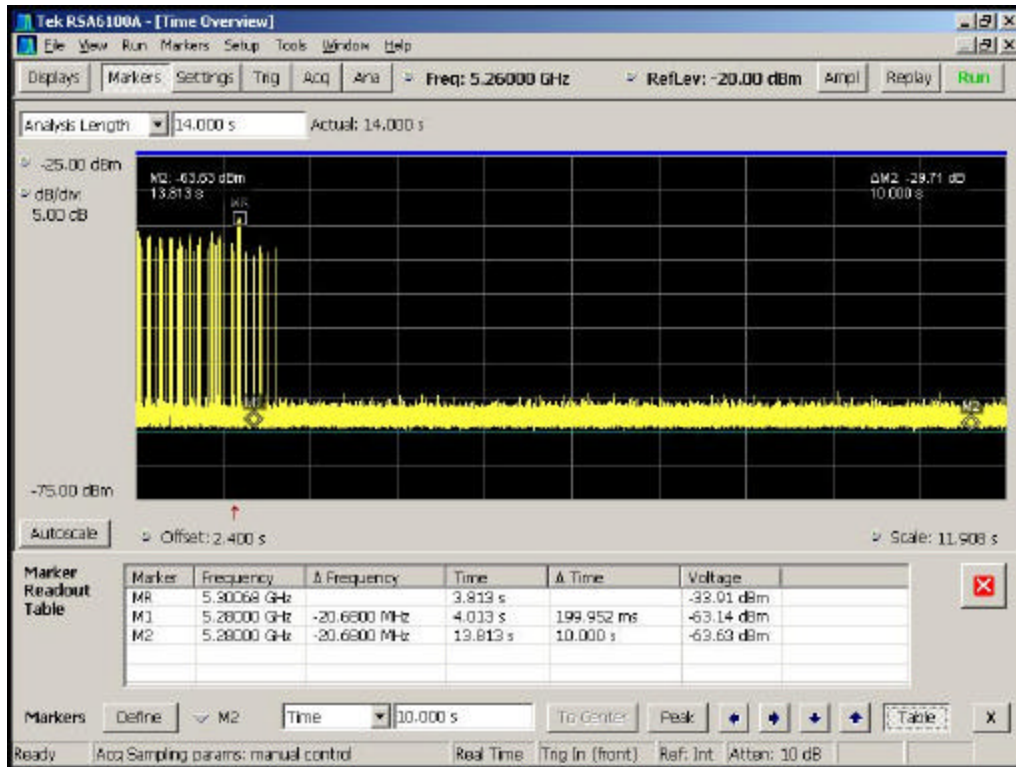 Tek RSA6100A - [Time Overview]
File View Run Markers Setup Tools Window Help
Displays Markers Settings Trig Acq Ana Freq: 5.26000 GHz RefLev: -20.00 dBm Ampl Replay Run
Analysis Length 14.000 s Actual: 14.000 s
-25.00 dBm
dB/div:
5.00 dB
M2: -63.63 dBm
13.813 s
MR
ΔM2 -29.71 dB
10.000 s
M1
M2
-75.00 dBm
Autoscale Offset: 2.400 s Scale: 11.908 s
Marker
Readout
Table
Marker Frequency Δ Frequency Time Δ Time Voltage
MR 5.30068 GHz 3.813 s -33.91 dBm
M1 5.28000 GHz -20.6800 MHz 4.013 s 199.952 ms -63.14 dBm
M2 5.28000 GHz -20.6800 MHz 13.813 s 10.000 s -63.63 dBm
Markers Define M2 Time 10.000 s To Center Peak Table X
Ready Acq Sampling params: manual control Real Time Trig In (front) Ref: Int Atten: 10 dB